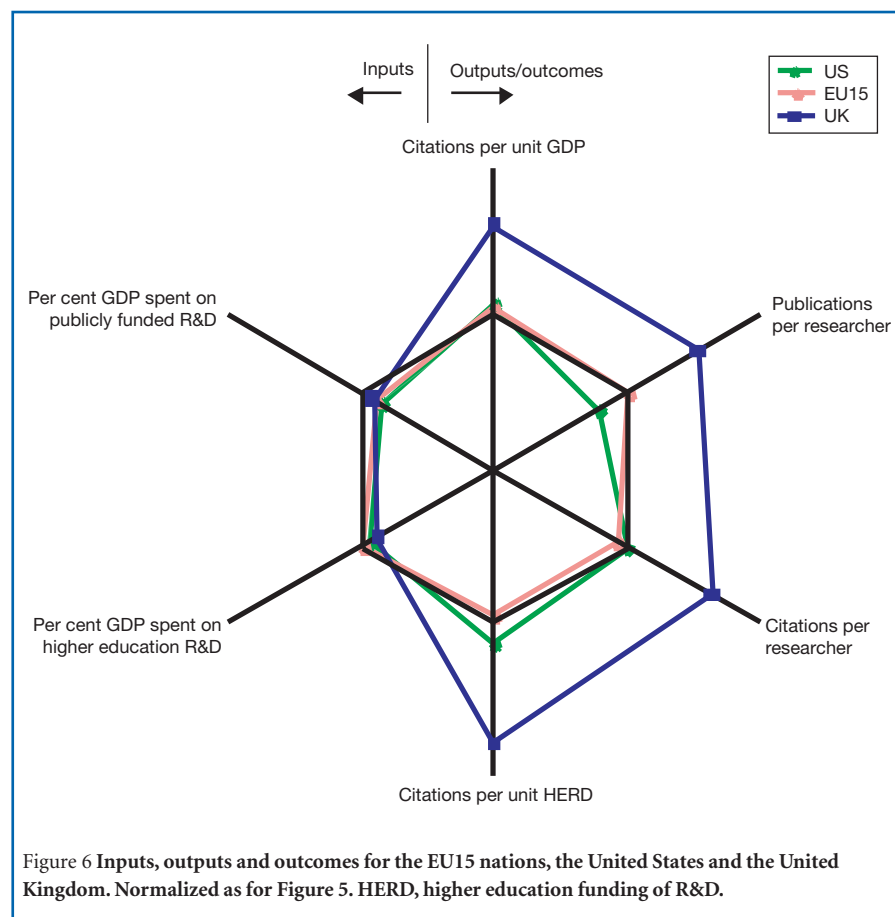 Inputs
Outputs/outcomes
US
EU15
UK
Citations per unit GDP
Per cent GDP spent on
publicly funded R&D
Publications
per researcher
Per cent GDP spent on
higher education R&D
Citations per
researcher
Citations per unit HERD
Figure 6 Inputs, outputs and outcomes for the EU15 nations, the United States and the United
Kingdom. Normalized as for Figure 5. HERD, higher education funding of R&D.